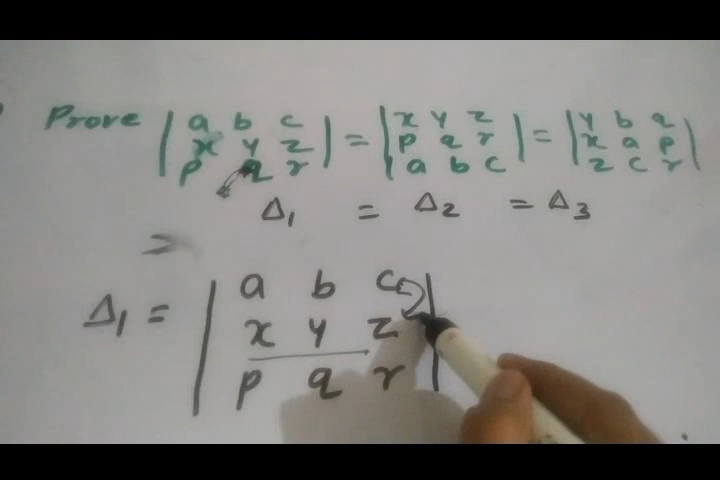 Prove | a b c | = | x y z | = | y b q |
| x y z | | p q r | | x a p |
| p q r | | a b c | | z c r |
Δ₁ = Δ₂ = Δ₃
Δ₁ = | a b c |
| x y z |
| p q r |